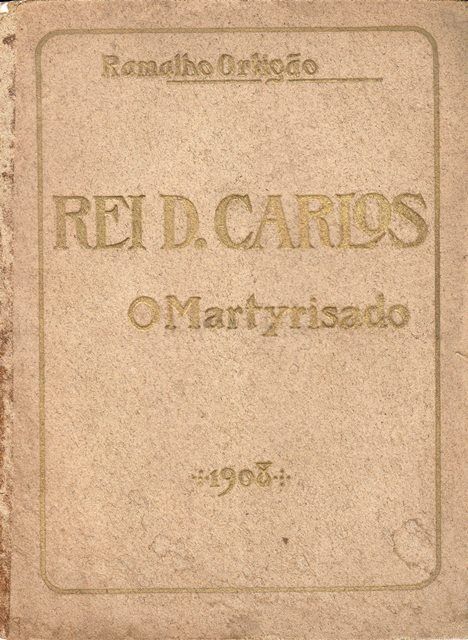 Ramalho Ortigão
REI D. CARLOS
O Martyrisado
1908